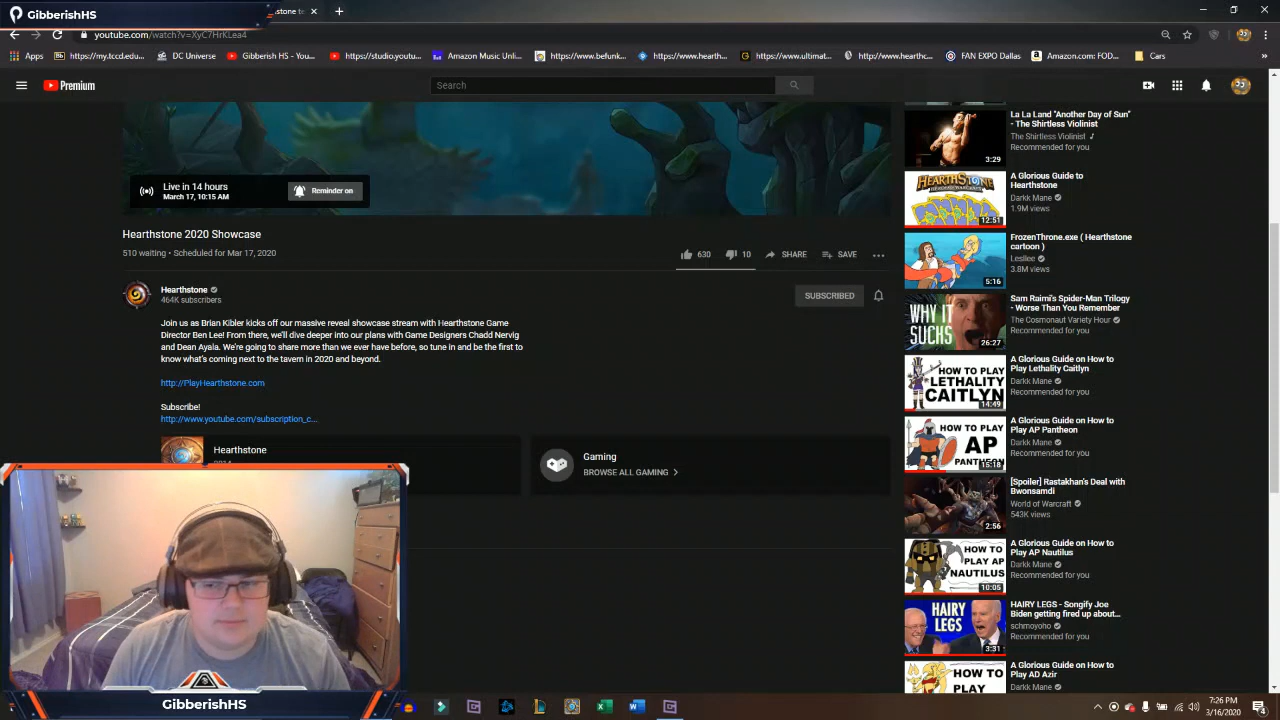 GibberishHS
stone te
youtube.com/watch?v=XyC7HrKLea4
Apps
https://my.tccd.edu...
DC Universe
Gibberish HS - You...
https://studio.youtu...
Amazon Music Unli...
https://www.befunk...
https://www.hearths...
https://www.ultimat...
http://www.hearthc...
FAN EXPO Dallas
Amazon.com: FOD...
Cars
Premium
Search
La La Land "Another Day of Sun"
- The Shirtless Violinist
The Shirtless Violinist
Recommended for you
3:29
Live in 14 hours
March 17, 10:15 AM
Reminder on
HEARTHSTONE
12:51
A Glorious Guide to
Hearthstone
Darkk Mane
1.9M views
Hearthstone 2020 Showcase
510 waiting • Scheduled for Mar 17, 2020
630
10
SHARE
SAVE
FrozenThrone.exe ( Hearthstone
cartoon )
Lesllee
3.8M views
5:16
Hearthstone
464K subscribers
SUBSCRIBED
WHY IT
SUCKS
26:27
Sam Raimi's Spider-Man Trilogy
- Worse Than You Remember
The Cosmonaut Variety Hour
Recommended for you
Join us as Brian Kibler kicks off our massive reveal showcase stream with Hearthstone Game
Director Ben Lee! From there, we'll dive deeper into our plans with Game Designers Chadd Nervig
and Dean Ayala. We're going to share more than we ever have before, so tune in and be the first to
know what's coming next to the tavern in 2020 and beyond.
http://PlayHearthstone.com
Subscribe!
http://www.youtube.com/subscription_c...
HOW TO PLAY
LETHALITY
CAITLYN
14:49
A Glorious Guide on How to
Play Lethality Caitlyn
Darkk Mane
Recommended for you
HOW TO PLAY
AP
PANTHEON
15:18
A Glorious Guide on How to
Play AP Pantheon
Darkk Mane
Recommended for you
Hearthstone
2014
Gaming
BROWSE ALL GAMING
[Spoiler] Rastakhan's Deal with
Bwonsamdi
World of Warcraft
543K views
2:56
HOW TO
PLAY AP
NAUTILUS
10:05
A Glorious Guide on How to
Play AP Nautilus
Darkk Mane
Recommended for you
HAIRY
LEGS
3:31
HAIRY LEGS - Songify Joe
Biden getting fired up about...
schmoyoho
Recommended for you
HOW TO
PLAY
A Glorious Guide on How to
Play AD Azir
Darkk Mane
GibberishHS
7:26 PM
3/16/2020